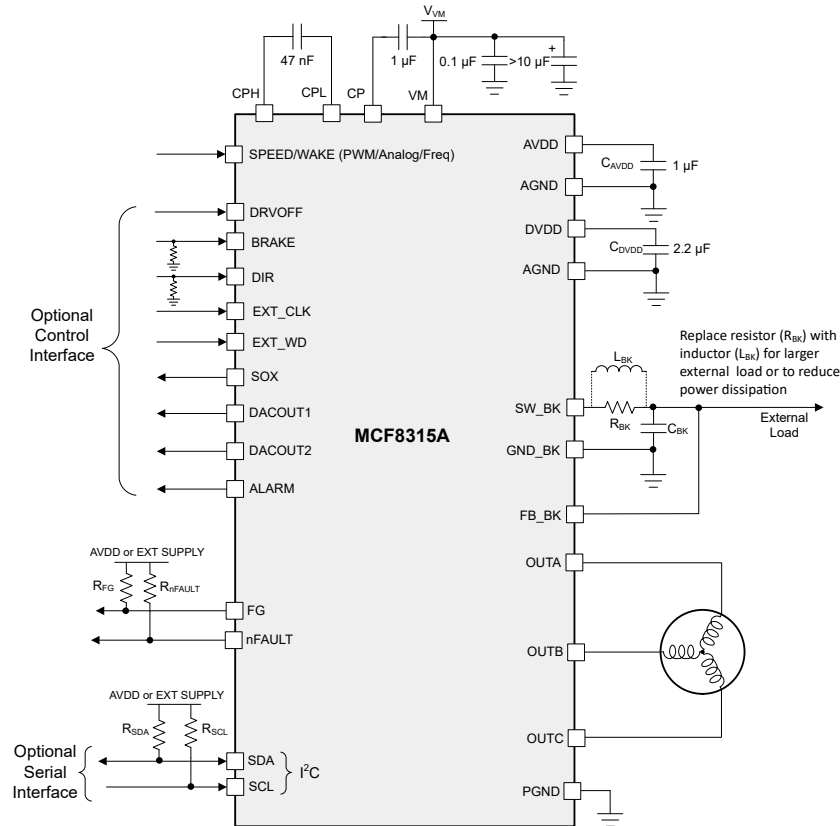 V_VM
47 nF
1 µF
0.1 µF
>10 µF
+
CPH
CPL
CP
VM
SPEED/WAKE (PWM/Analog/Freq)
DRVOFF
BRAKE
DIR
EXT_CLK
EXT_WD
SOX
DACOUT1
DACOUT2
ALARM
Optional
Control
Interface
AVDD or EXT SUPPLY
R_FG
R_nFAULT
FG
nFAULT
AVDD or EXT SUPPLY
R_SDA
R_SCL
Optional
Serial
Interface
SDA
SCL
I²C
MCF8315A
AVDD
C_AVDD
1 µF
AGND
DVDD
C_DVDD
2.2 µF
AGND
Replace resistor (R_BK) with
inductor (L_BK) for larger
external load or to reduce
power dissipation
L_BK
SW_BK
R_BK
C_BK
External
Load
GND_BK
FB_BK
OUTA
OUTB
OUTC
PGND